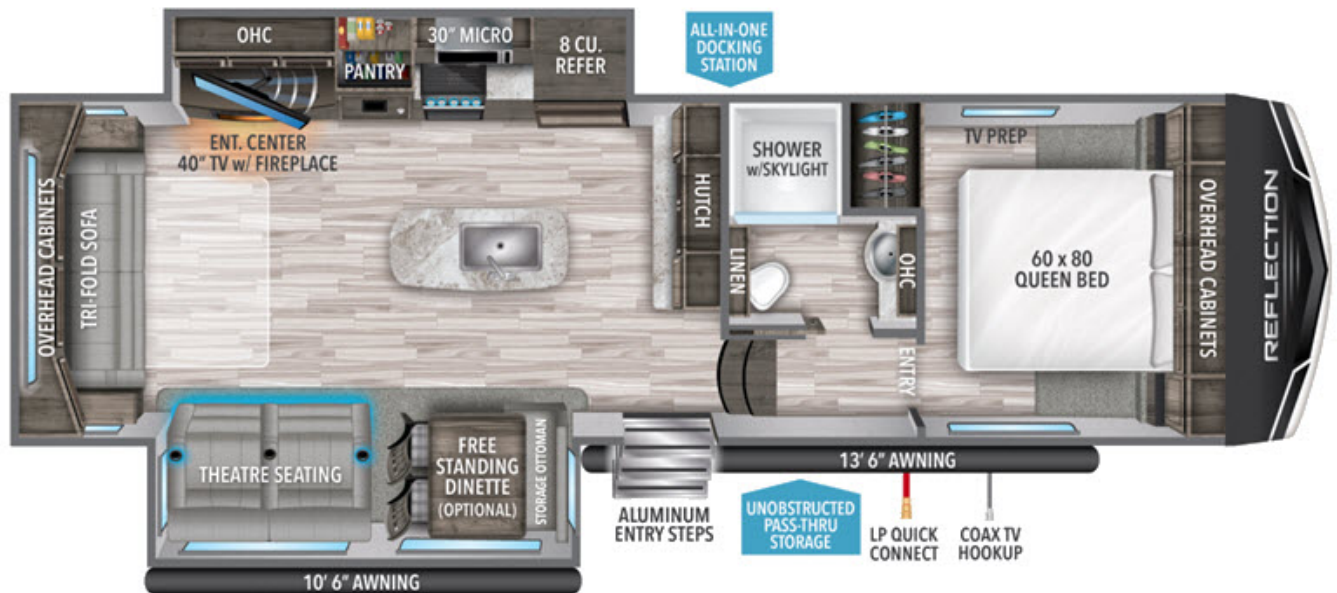 OHC
PANTRY
30" MICRO
8 CU.
REFER
ALL-IN-ONE
DOCKING
STATION
ENT. CENTER
40" TV w/ FIREPLACE
OVERHEAD CABINETS
TRI-FOLD SOFA
HUTCH
SHOWER
w/SKYLIGHT
LINEN
OHC
ENTRY
TV PREP
60 x 80
QUEEN BED
OVERHEAD CABINETS
REFLECTION
THEATRE SEATING
FREE
STANDING
DINETTE
(OPTIONAL)
STORAGE OTTOMAN
13' 6" AWNING
ALUMINUM
ENTRY STEPS
UNOBSTRUCTED
PASS-THRU
STORAGE
LP QUICK
CONNECT
COAX TV
HOOKUP
10' 6" AWNING